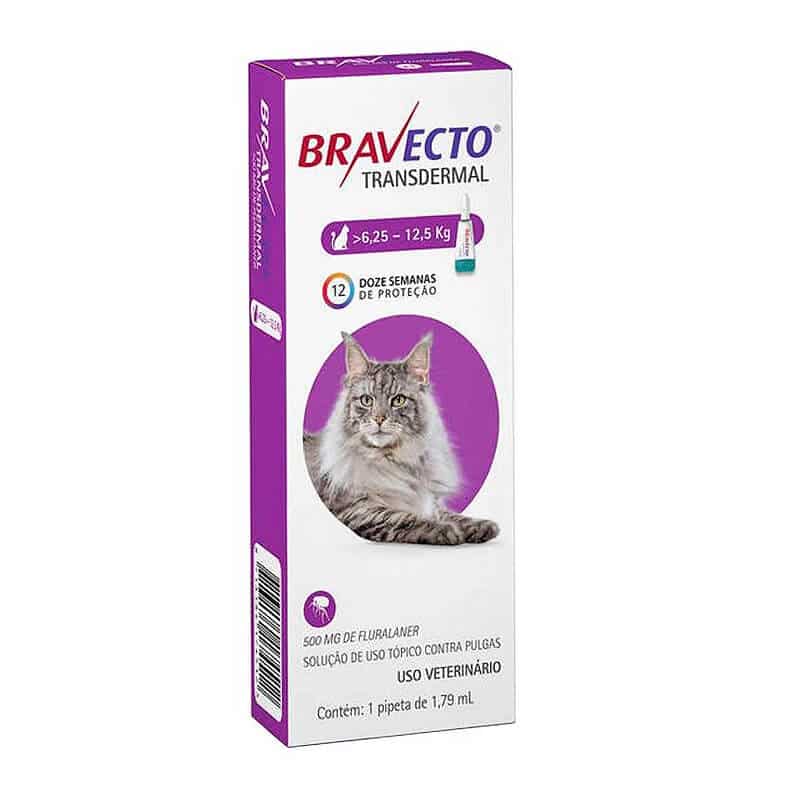 BRAVECTO®
TRANSDERMAL
>6,25 – 12,5 Kg
12
DOZE SEMANAS
DE PROTEÇÃO
500 MG DE FLURALANER
SOLUÇÃO DE USO TÓPICO CONTRA PULGAS
USO VETERINÁRIO
Contém: 1 pipeta de 1,79 mL
BRAV
TRANSDERMAL